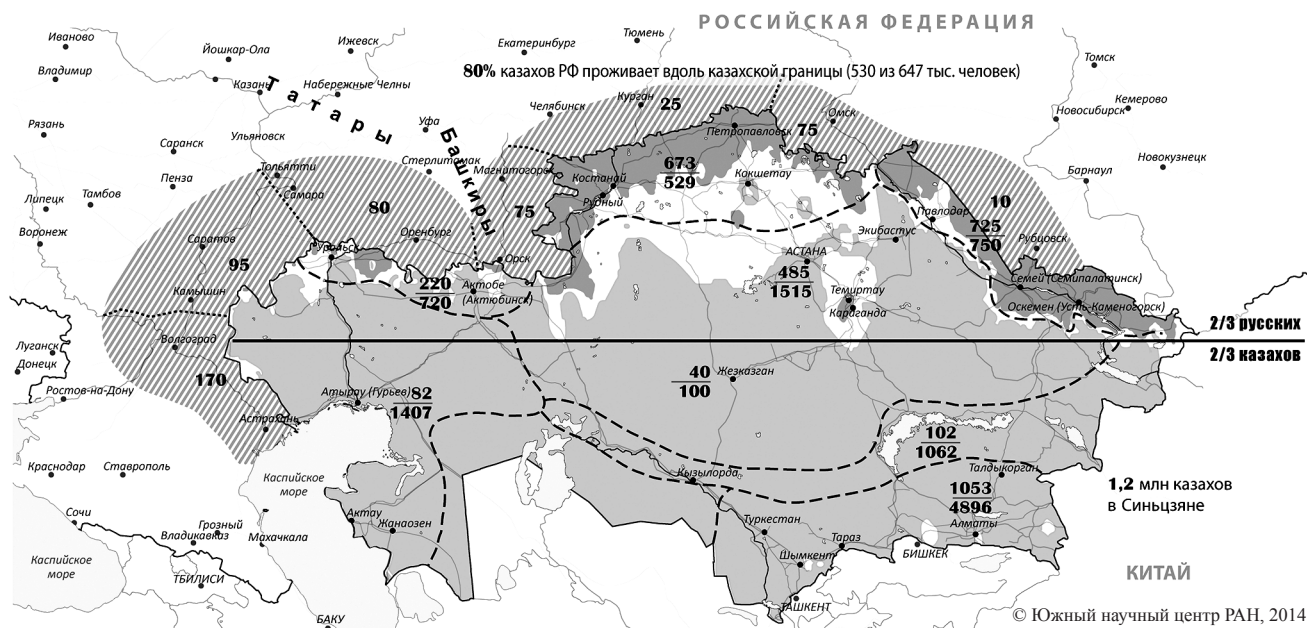 РОССИЙСКАЯ ФЕДЕРАЦИЯ
Иваново
Йошкар-Ола
Ижевск
Екатеринбург
Тюмень
Томск
Владимир
Казань
Набережные Челны
80% казахов РФ проживает вдоль казахской границы (530 из 647 тыс. человек)
Татары
Башкиры
Челябинск
Курган
25
Омск
Новосибирск
Кемерово
Рязань
Саранск
Ульяновск
Уфа
Петропавловск
75
Новокузнецк
Пенза
Тольятти
Стерлитамак
Магнитогорск
Костанай
673
529
Кокшетау
Барнаул
Липецк
Тамбов
Самара
80
75
Рудный
Павлодар
10
725
750
Воронеж
Саратов
Оренбург
Экибастус
Рубцовск
95
Уральск
Орск
АСТАНА
485
1515
Камышин
220
720
Актобе
(Актюбинск)
Темиртау
Караганда
Семей (Семипалатинск)
Оскемен (Усть-Каменогорск)
2/3 русских
2/3 казахов
Луганск
Донецк
Волгоград
170
Ростов-на-Дону
Атырау (Гурьев)
82
1407
40
100
Жезказган
Астрахань
102
1062
Краснодар
Ставрополь
Каспийское
море
Кызылорда
Талдыкорган
1053
4896
1,2 млн казахов
в Синьцзяне
Сочи
Грозный
Владикавказ
Махачкала
Актау
Жанаозен
Туркестан
Тараз
Алматы
БИШКЕК
Каспийское
море
ТБИЛИСИ
Шымкент
КИТАЙ
БАКУ
ТАШКЕНТ
© Южный научный центр РАН, 2014